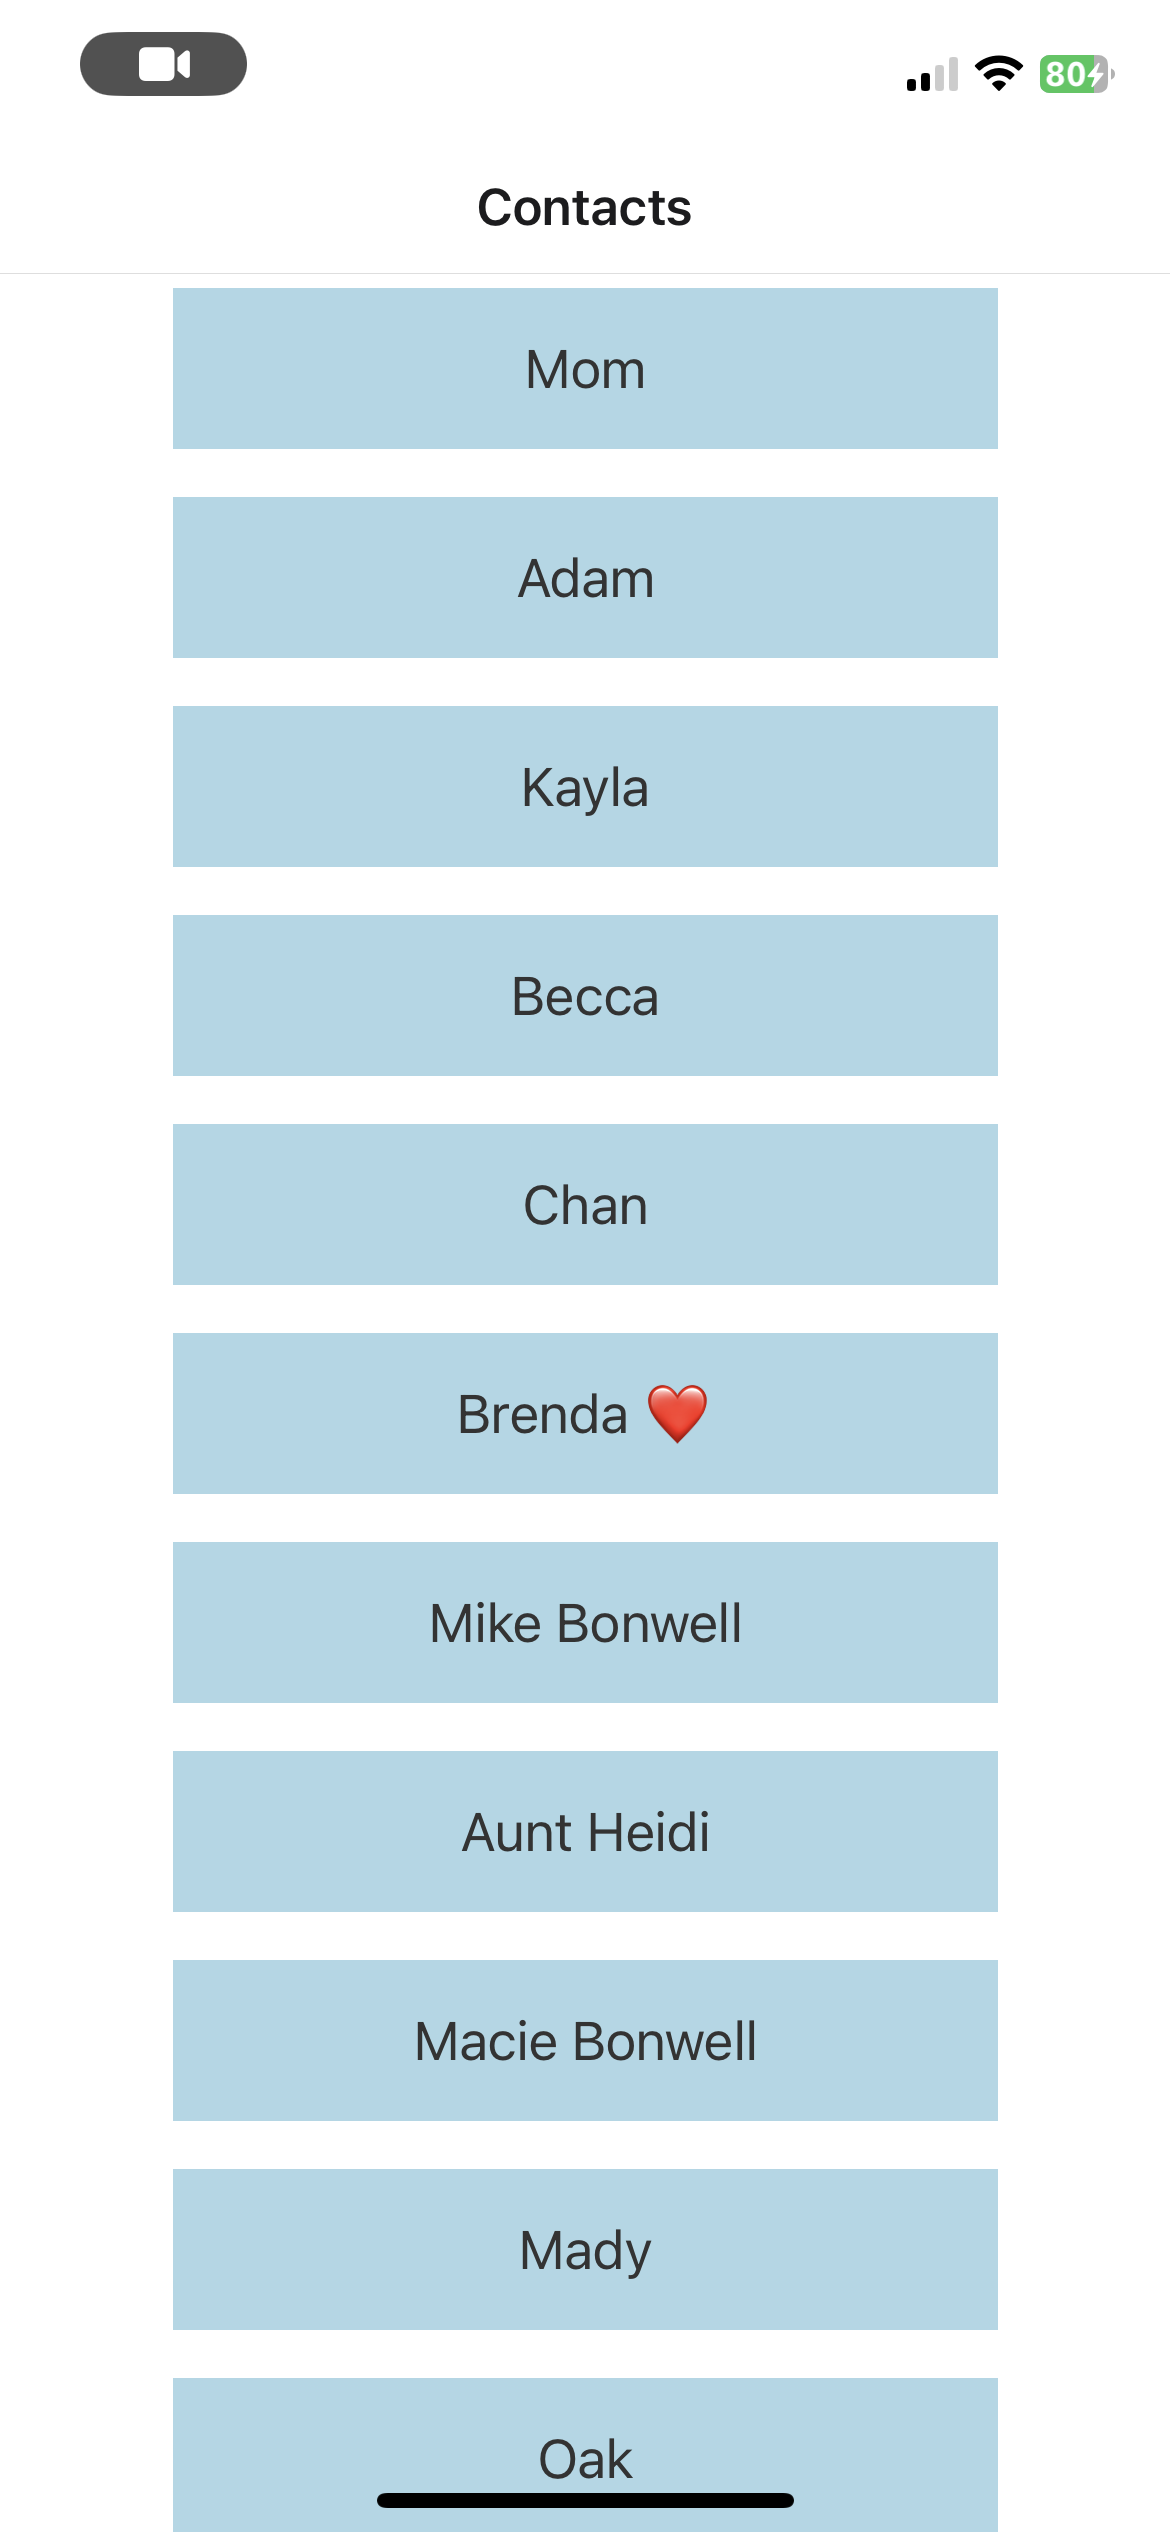 80
Contacts
Mom
Adam
Kayla
Becca
Chan
Brenda ❤️
Mike Bonwell
Aunt Heidi
Macie Bonwell
Mady
Oak